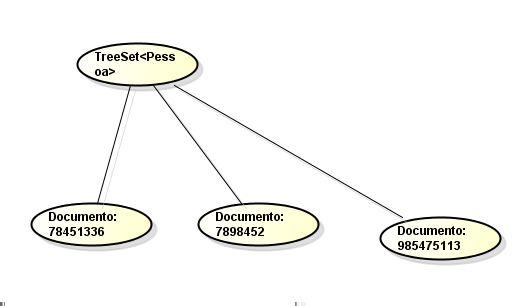 TreeSet<Pess
oa>
Documento:
78451336
Documento:
7898452
Documento:
985475113